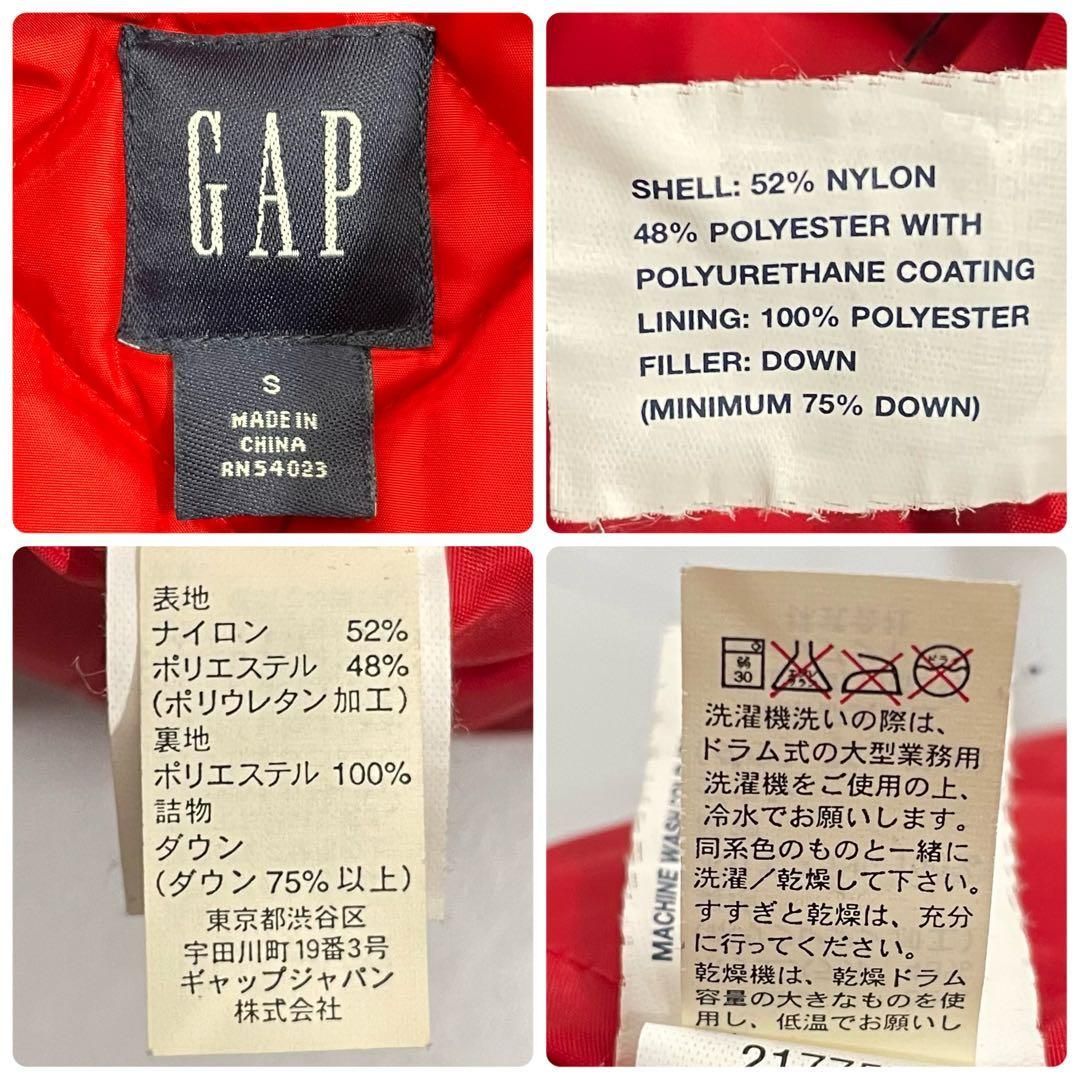 GAP
S
MADE IN
CHINA
RN54023
SHELL: 52% NYLON
48% POLYESTER WITH
POLYURETHANE COATING
LINING: 100% POLYESTER
FILLER: DOWN
(MINIMUM 75% DOWN)
表地
ナイロン 52%
ポリエステル 48%
(ポリウレタン加工)
裏地
ポリエステル 100%
詰物
ダウン
(ダウン 75%以上)
東京都渋谷区
宇田川町19番3号
ギャップジャパン
株式会社
30
エンソ
サラシ
ドライ
洗濯機洗いの際は、
ドラム式の大型業務用
洗濯機をご使用の上、
冷水でお願いします。
同系色のものと一緒に
洗濯/乾燥して下さい。
すすぎと乾燥は、充分
に行ってください。
乾燥機は、乾燥ドラム
容量の大きなものを使
用し、低温でお願いし
MACHINE WASH